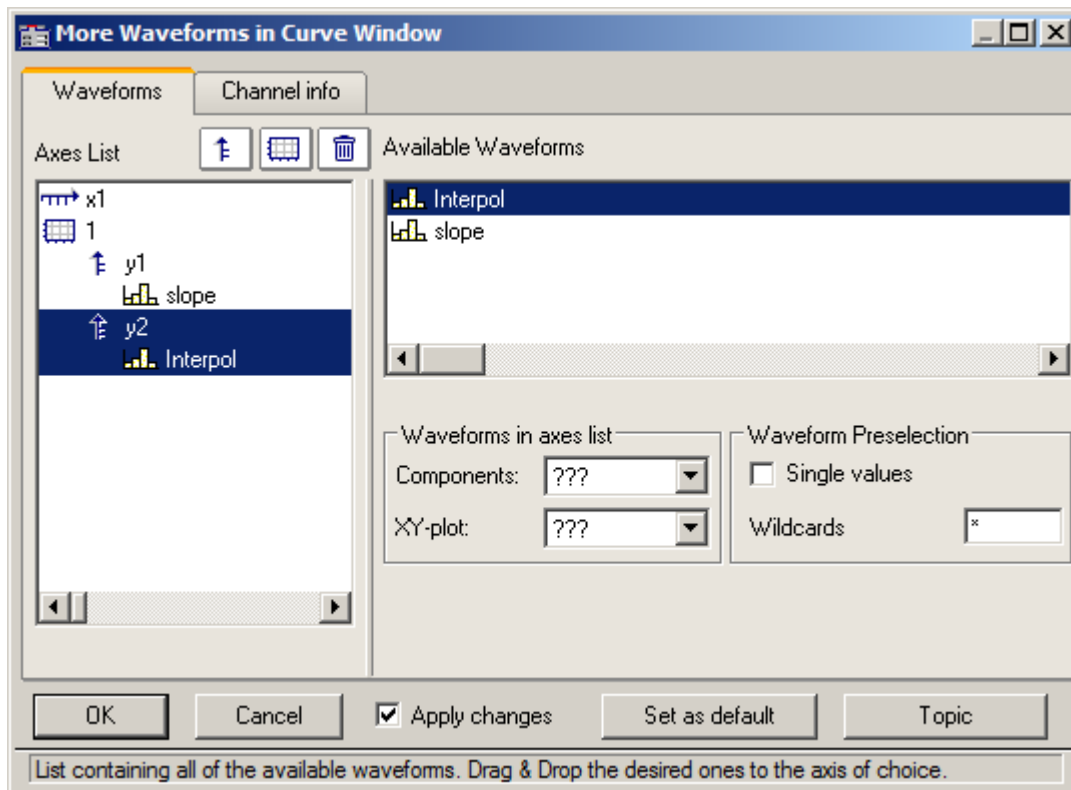 More Waveforms in Curve Window
Waveforms
Channel info
Axes List
Available Waveforms
x1
1
y1
slope
y2
Interpol
Interpol
slope
Waveforms in axes list
Components:
???
XY-plot:
???
Waveform Preselection
Single values
Wildcards
*
OK
Cancel
Apply changes
Set as default
Topic
List containing all of the available waveforms. Drag & Drop the desired ones to the axis of choice.